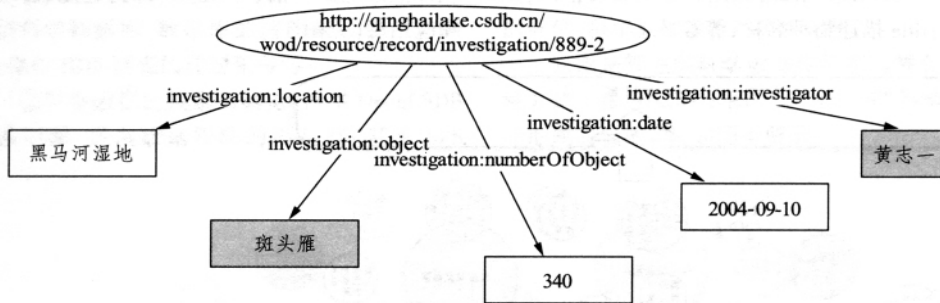 http://qinghailake.csdb.cn/
wod/resource/record/investigation/889-2
investigation:location
investigation:investigator
investigation:date
investigation:object
investigation:numberOfObject
黑马河湿地
黄志一
2004-09-10
斑头雁
340